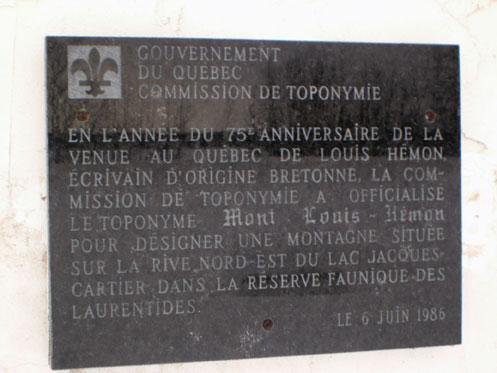 GOUVERNEMENT
DU QUÉBEC
COMMISSION DE TOPONYMIE
EN L'ANNÉE DU 75E ANNIVERSAIRE DE LA
VENUE AU QUÉBEC DE LOUIS HÉMON,
ÉCRIVAIN D'ORIGINE BRETONNE, LA COM-
MISSION DE TOPONYMIE A OFFICIALISÉ
LE TOPONYME Mont Louis-Hémon
POUR DÉSIGNER UNE MONTAGNE SITUÉE
SUR LA RIVE NORD-EST DU LAC JACQUES-
CARTIER DANS LA RÉSERVE FAUNIQUE DES
LAURENTIDES.
LE 6 JUIN 1986